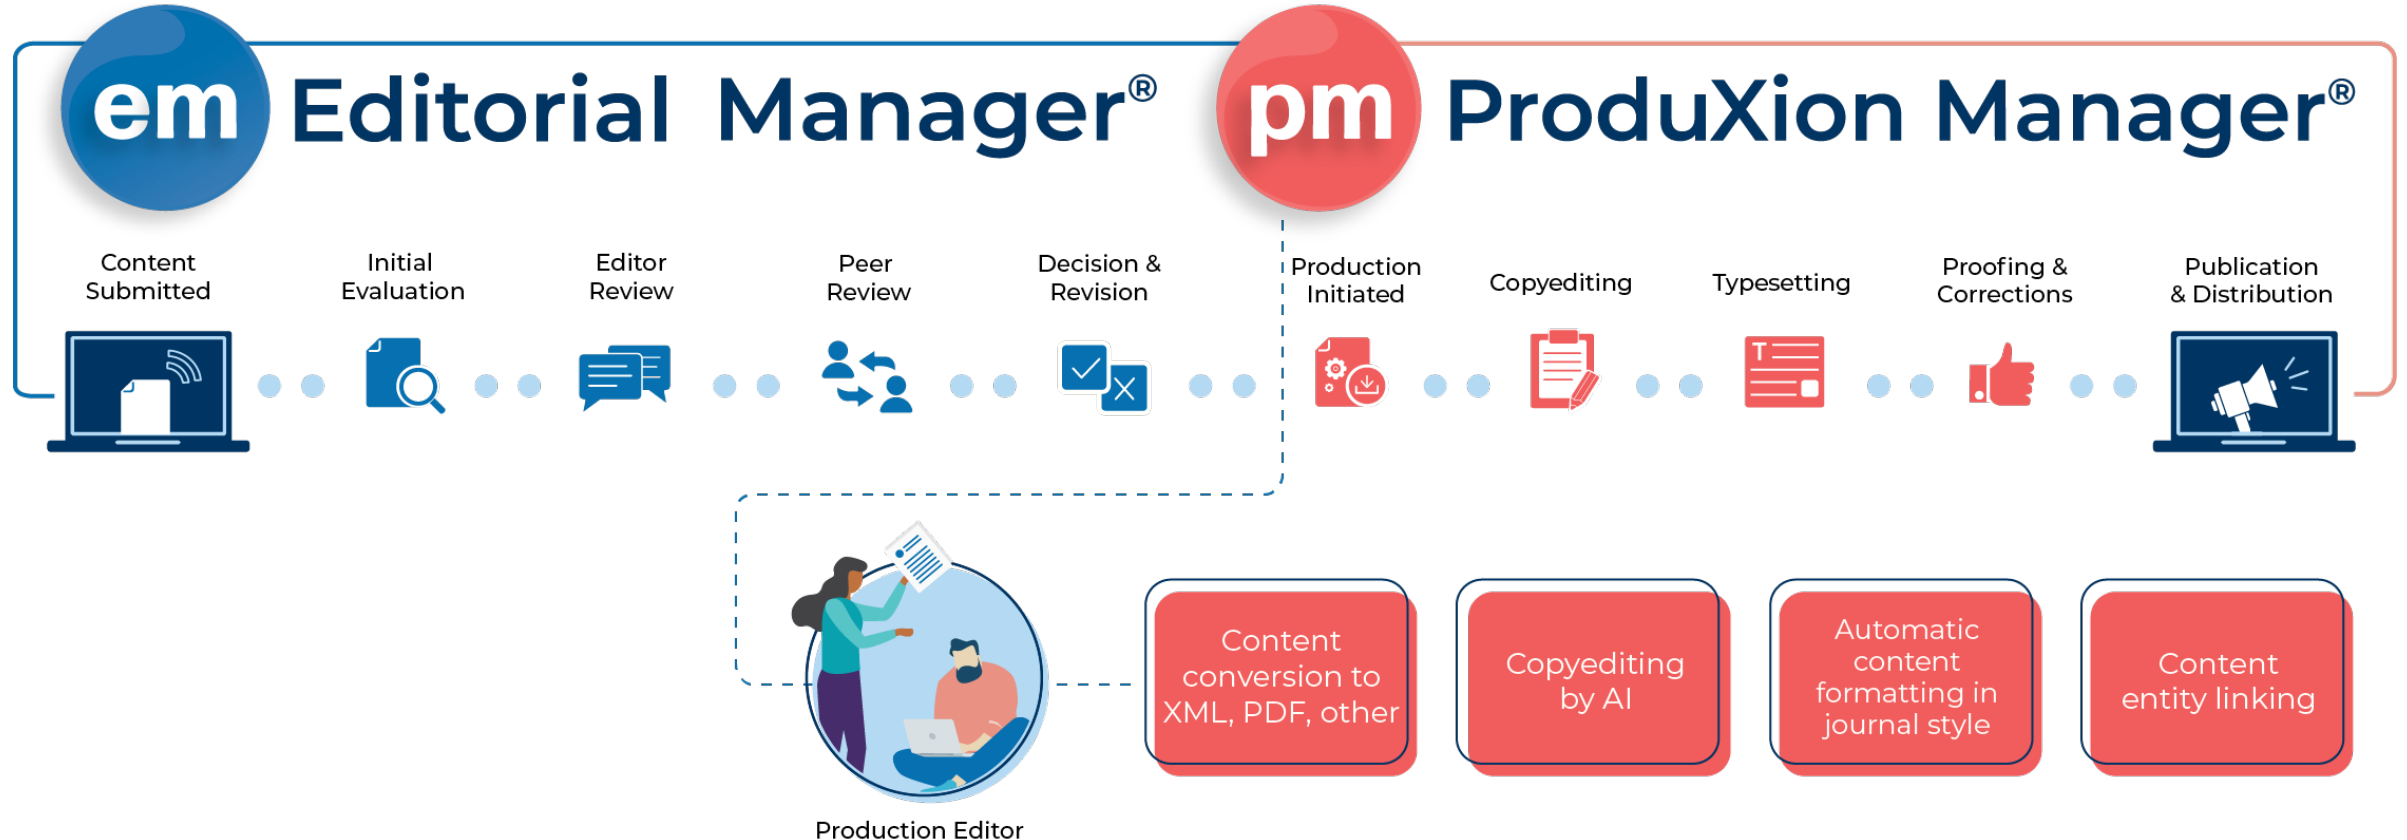 em Editorial Manager®
pm ProduXion Manager®
Content
Submitted
Initial
Evaluation
Editor
Review
Peer
Review
Decision &
Revision
Production
Initiated
Copyediting
Typesetting
T
Proofing &
Corrections
Publication
& Distribution
Production Editor
Content
conversion to
XML, PDF, other
Copyediting
by AI
Automatic
content
formatting in
journal style
Content
entity linking